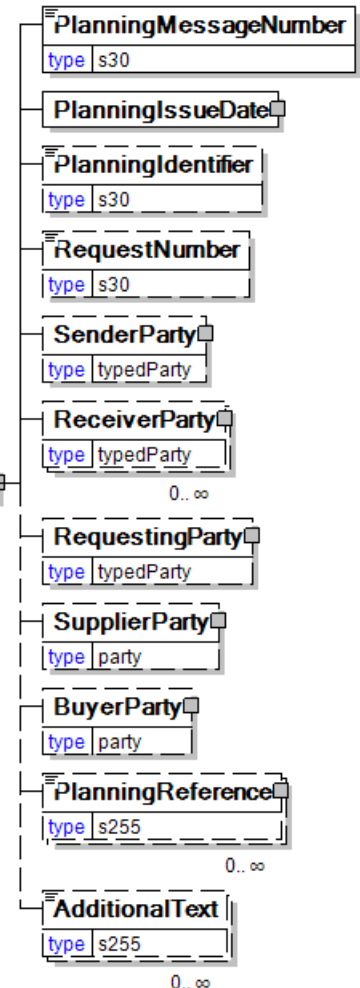 PlanningMessageNumber
type s30
PlanningIssueDate
PlanningIdentifier
type s30
RequestNumber
type s30
SenderParty
type typedParty
ReceiverParty
type typedParty
0.. ∞
RequestingParty
type typedParty
SupplierParty
type party
BuyerParty
type party
PlanningReference
type s255
0.. ∞
AdditionalText
type s255
0.. ∞